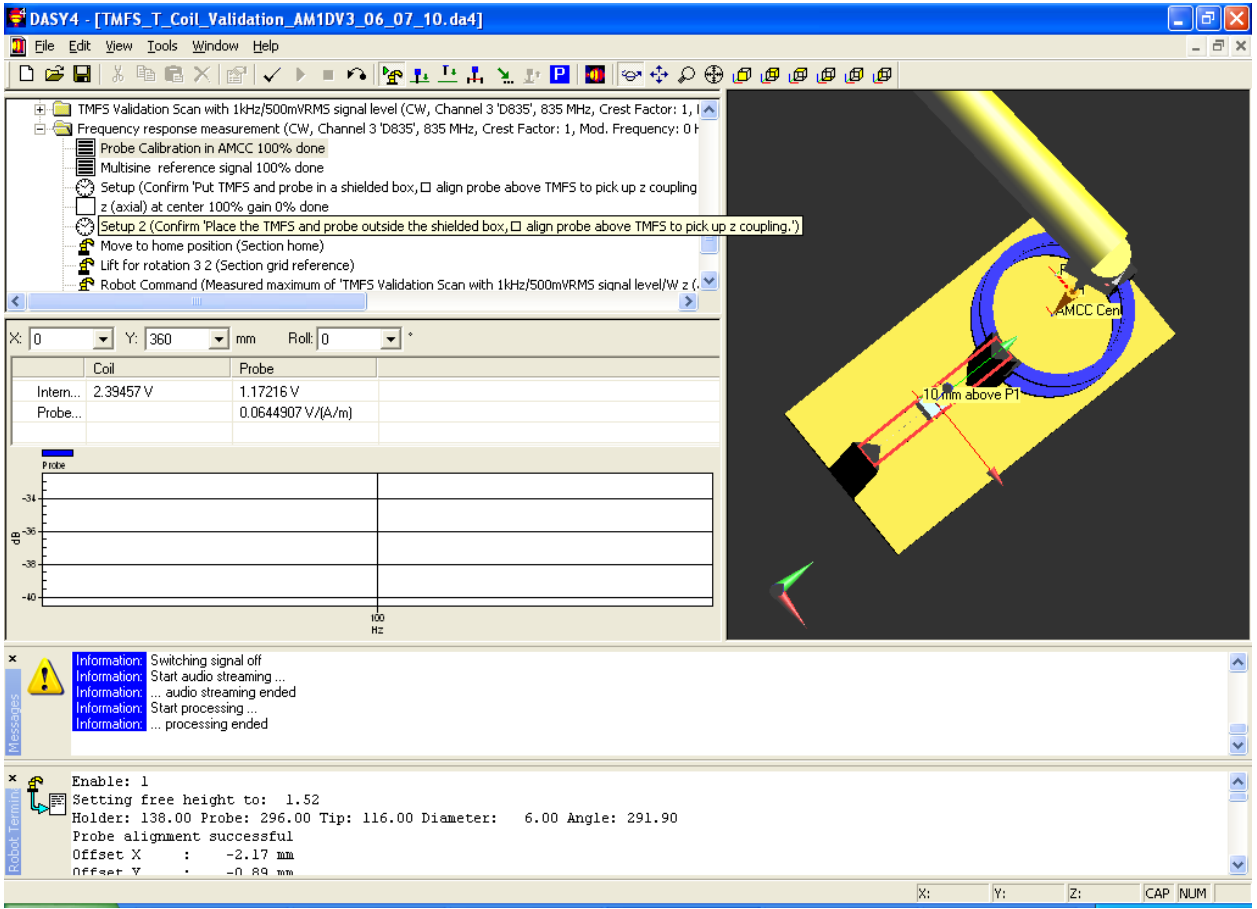 DASY4 - [TMFS_T_Coil_Validation_AM1DV3_06_07_10.da4]
File Edit View Tools Window Help
TMFS Validation Scan with 1kHz/500mVRMS signal level (CW, Channel 3 'D835', 835 MHz, Crest Factor: 1,
Frequency response measurement (CW, Channel 3 'D835', 835 MHz, Crest Factor: 1, Mod. Frequency: 0
Probe Calibration in AMCC 100% done
Multisine reference signal 100% done
Setup (Confirm 'Put TMFS and probe in a shielded box,□ align probe above TMFS to pick up z coupling
z (axial) at center 100% gain 0% done
Setup 2 (Confirm 'Place the TMFS and probe outside the shielded box,□ align probe above TMFS to pick up z coupling.')
Move to home position (Section home)
Lift for rotation 3 2 (Section grid reference)
Robot Command (Measured maximum of 'TMFS Validation Scan with 1kHz/500mVRMS signal level/W z (
X: 0 Y: 360 mm Roll: 0 °
Coil Probe
Intern... 2.39457 V 1.17216 V
Probe... 0.0644907 V/(A/m)
Probe
-34
-36
dB
-38
-40
100
Hz
AMCC Cen
10 mm above P1
Messages
Information: Switching signal off
Information: Start audio streaming ...
Information: ... audio streaming ended
Information: Start processing ...
Information: ... processing ended
Robot Termin
Enable: 1
Setting free height to: 1.52
Holder: 138.00 Probe: 296.00 Tip: 116.00 Diameter: 6.00 Angle: 291.90
Probe alignment successful
Offset X : -2.17 mm
Offset Y : -0.89 mm
X: Y: Z: CAP NUM